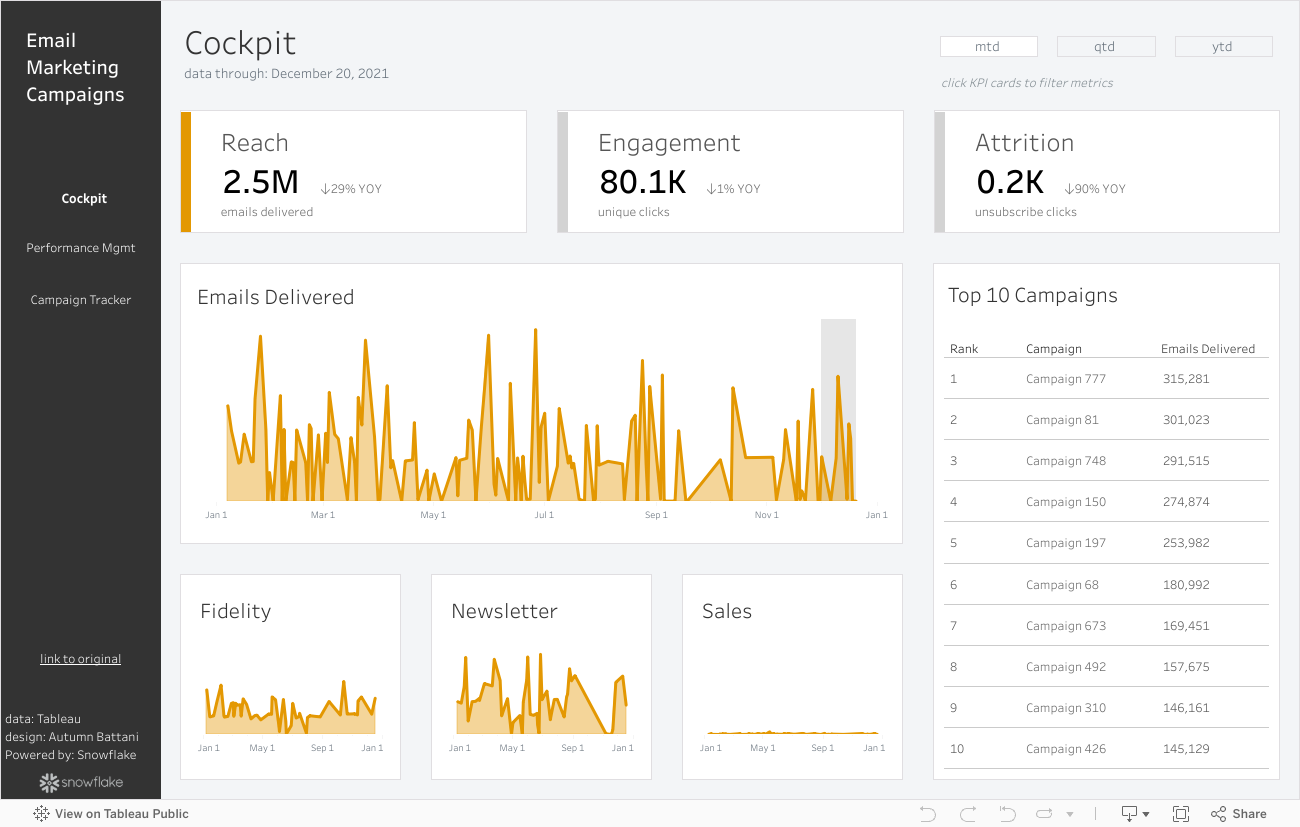 Email
Marketing
Campaigns
Cockpit
Performance Mgmt
Campaign Tracker
link to original
data: Tableau
design: Autumn Battani
Powered by: Snowflake
snowflake
Cockpit
data through: December 20, 2021
mtd qtd ytd
click KPI cards to filter metrics
Reach
2.5M ↓29% YOY
emails delivered
Engagement
80.1K ↓1% YOY
unique clicks
Attrition
0.2K ↓90% YOY
unsubscribe clicks
Emails Delivered
Jan 1 Mar 1 May 1 Jul 1 Sep 1 Nov 1 Jan 1
Fidelity
Jan 1 May 1 Sep 1 Jan 1
Newsletter
Jan 1 May 1 Sep 1 Jan 1
Sales
Jan 1 May 1 Sep 1 Jan 1
Top 10 Campaigns
Rank Campaign Emails Delivered
1 Campaign 777 315,281
2 Campaign 81 301,023
3 Campaign 748 291,515
4 Campaign 150 274,874
5 Campaign 197 253,982
6 Campaign 68 180,992
7 Campaign 673 169,451
8 Campaign 492 157,675
9 Campaign 310 146,161
10 Campaign 426 145,129
View on Tableau Public
Share